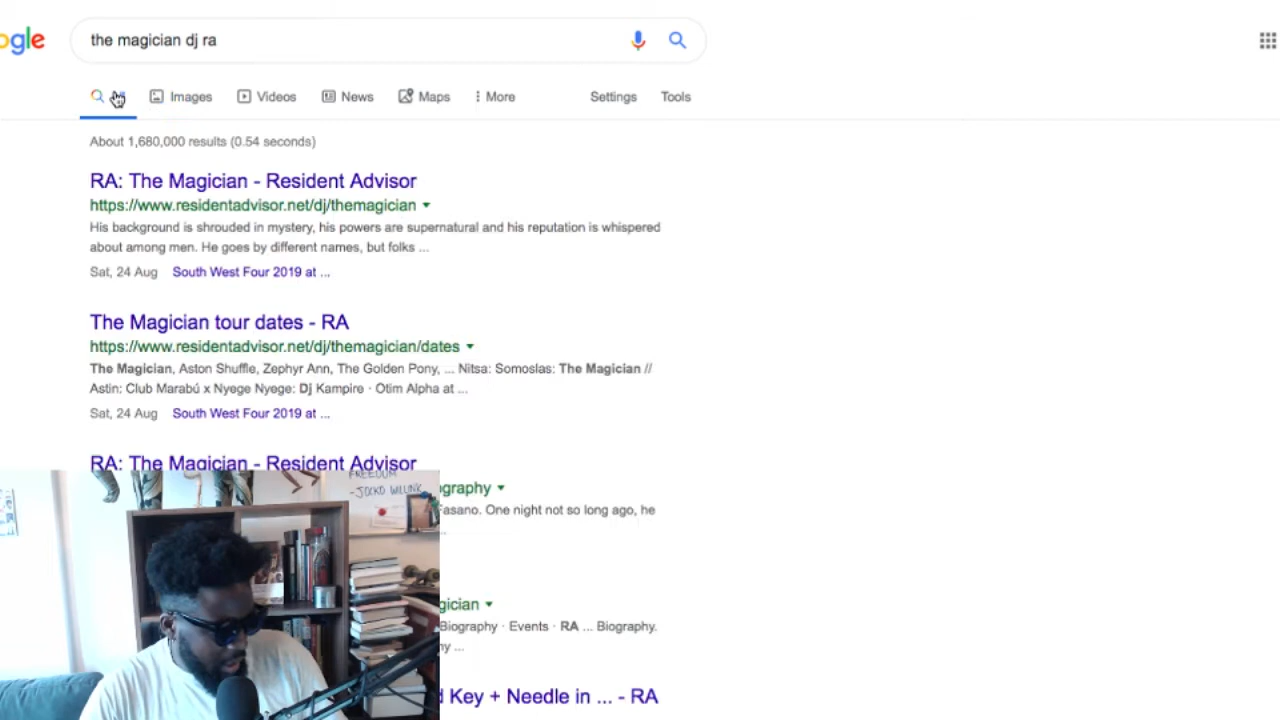 ogle
the magician dj ra
Images Videos News Maps More Settings Tools
About 1,680,000 results (0.54 seconds)
RA: The Magician - Resident Advisor
https://www.residentadvisor.net/dj/themagician
His background is shrouded in mystery, his powers are supernatural and his reputation is whispered
about among men. He goes by different names, but folks ...
Sat, 24 Aug South West Four 2019 at ...
The Magician tour dates - RA
https://www.residentadvisor.net/dj/themagician/dates
The Magician, Aston Shuffle, Zephyr Ann, The Golden Pony, ... Nitsa: Somoslas: The Magician //
Astin: Club Marabú x Nyege Nyege: Dj Kampire · Otim Alpha at ...
Sat, 24 Aug South West Four 2019 at ...
RA: The Magician - Resident Advisor
ography
Fasano. One night not so long ago, he
gician
Biography · Events · RA ... Biography.
ny ...
d Key + Needle in ... - RA
FREEDOM
-JOCKO WILLINK